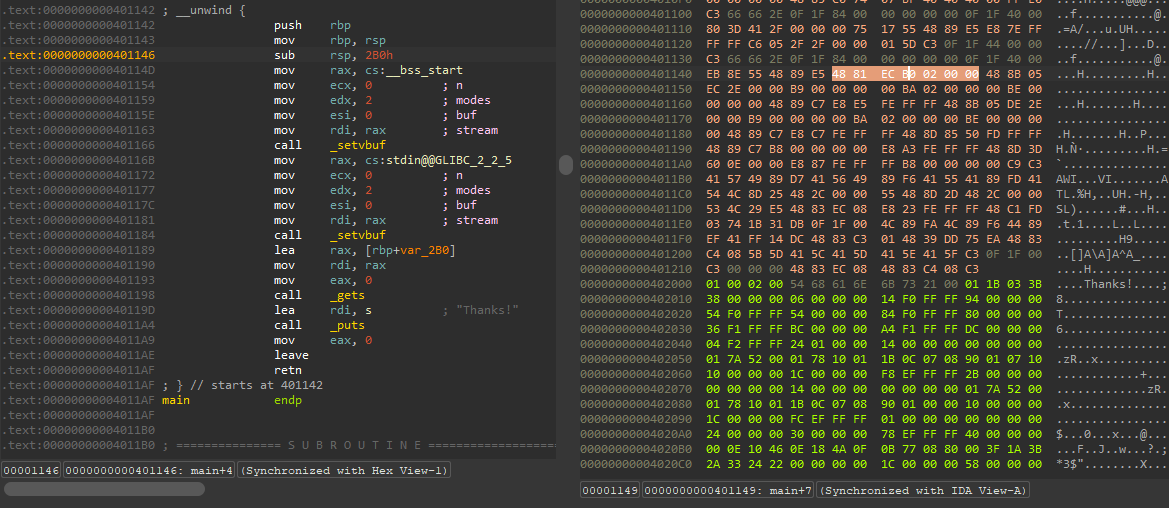 .text:0000000000401142 ; __unwind {
.text:0000000000401142 push rbp
.text:0000000000401143 mov rbp, rsp
.text:0000000000401146 sub rsp, 2B0h
.text:000000000040114D mov rax, cs:__bss_start
.text:0000000000401154 mov ecx, 0 ; n
.text:0000000000401159 mov edx, 2 ; modes
.text:000000000040115E mov esi, 0 ; buf
.text:0000000000401163 mov rdi, rax ; stream
.text:0000000000401166 call _setvbuf
.text:000000000040116B mov rax, cs:stdin@@GLIBC_2_2_5
.text:0000000000401172 mov ecx, 0 ; n
.text:0000000000401177 mov edx, 2 ; modes
.text:000000000040117C mov esi, 0 ; buf
.text:0000000000401181 mov rdi, rax ; stream
.text:0000000000401184 call _setvbuf
.text:0000000000401189 lea rax, [rbp+var_2B0]
.text:0000000000401190 mov rdi, rax
.text:0000000000401193 mov eax, 0
.text:0000000000401198 call _gets
.text:000000000040119D lea rdi, s ; "Thanks!"
.text:00000000004011A4 call _puts
.text:00000000004011A9 mov eax, 0
.text:00000000004011AE leave
.text:00000000004011AF retn
.text:00000000004011AF ; } // starts at 401142
.text:00000000004011AF main endp
.text:00000000004011AF
.text:00000000004011B0
.text:00000000004011B0 ; =============== S U B R O U T I N E ===================
00001146 0000000000401146: main+4 (Synchronized with Hex View-1)
0000000000401100 C3 66 66 2E 0F 1F 84 00 00 00 00 00 0F 1F 40 00 .f...........@.
0000000000401110 80 3D 41 2F 00 00 00 75 17 55 48 89 E5 E8 7E FF .=A/...u.UH.....
0000000000401120 FF FF C6 05 2F 2F 00 00 01 5D C3 0F 1F 44 00 00 ....//...]...D..
0000000000401130 C3 66 66 2E 0F 1F 84 00 00 00 00 00 0F 1F 40 00 .f...........@.
0000000000401140 EB 8E 55 48 89 E5 48 81 EC B0 02 00 00 48 8B 05
0000000000401150 EC 2E 00 00 B9 00 00 00 00 BA 02 00 00 00 BE 00
0000000000401160 00 00 00 48 89 C7 E8 E5 FE FF FF 48 8B 05 DE 2E
0000000000401170 00 00 B9 00 00 00 00 BA 02 00 00 00 BE 00 00 00
0000000000401180 00 48 89 C7 E8 C7 FE FF FF 48 8D 85 50 FD FF FF
0000000000401190 48 89 C7 B8 00 00 00 00 E8 A3 FE FF FF 48 8D 3D
00000000004011A0 60 0E 00 00 E8 87 FE FF FF B8 00 00 00 00 C9 C3
00000000004011B0 41 57 49 89 D7 41 56 49 89 F6 41 55 41 89 FD 41
00000000004011C0 54 4C 8D 25 48 2C 00 00 55 48 8D 2D 48 2C 00 00
00000000004011D0 53 4C 29 E5 48 83 EC 08 E8 23 FE FF FF 48 C1 FD
00000000004011E0 03 74 1B 31 DB 0F 1F 00 4C 89 FA 4C 89 F6 44 89
00000000004011F0 EF 41 FF 14 DC 48 83 C3 01 48 39 DD 75 EA 48 83
0000000000401200 C4 08 5B 5D 41 5C 41 5D 41 5E 41 5F C3 0F 1F 00
0000000000401210 C3 00 00 00 48 83 EC 08 48 83 C4 08 C3
0000000000402000 01 00 02 00 54 68 61 6E 6B 73 21 00 01 1B 03 3B ....Thanks!....;
0000000000402010 38 00 00 00 06 00 00 00 14 F0 FF FF 94 00 00 00
0000000000402020 54 F0 FF FF 54 00 00 00 84 F0 FF FF 80 00 00 00
0000000000402030 36 F1 FF FF BC 00 00 00 A4 F1 FF FF DC 00 00 00
0000000000402040 04 F2 FF FF 24 01 00 00 14 00 00 00 00 00 00 00
0000000000402050 01 7A 52 00 01 78 10 01 1B 0C 07 08 90 01 07 10
0000000000402060 10 00 00 00 1C 00 00 00 F8 EF FF FF 2B 00 00 00
0000000000402070 00 00 00 00 14 00 00 00 00 00 00 00 01 7A 52 00
0000000000402080 01 78 10 01 1B 0C 07 08 90 01 00 00 10 00 00 00
0000000000402090 1C 00 00 00 FC EF FF FF 01 00 00 00 00 00 00 00
00000000004020A0 24 00 00 00 30 00 00 00 78 EF FF FF 40 00 00 00
00000000004020B0 00 0E 10 46 0E 18 4A 0F 0B 77 08 80 00 3F 1A 3B
00000000004020C0 2A 33 24 22 00 00 00 00 1C 00 00 00 58 00 00 00
00001149 0000000000401149: main+7 (Synchronized with IDA View-A)